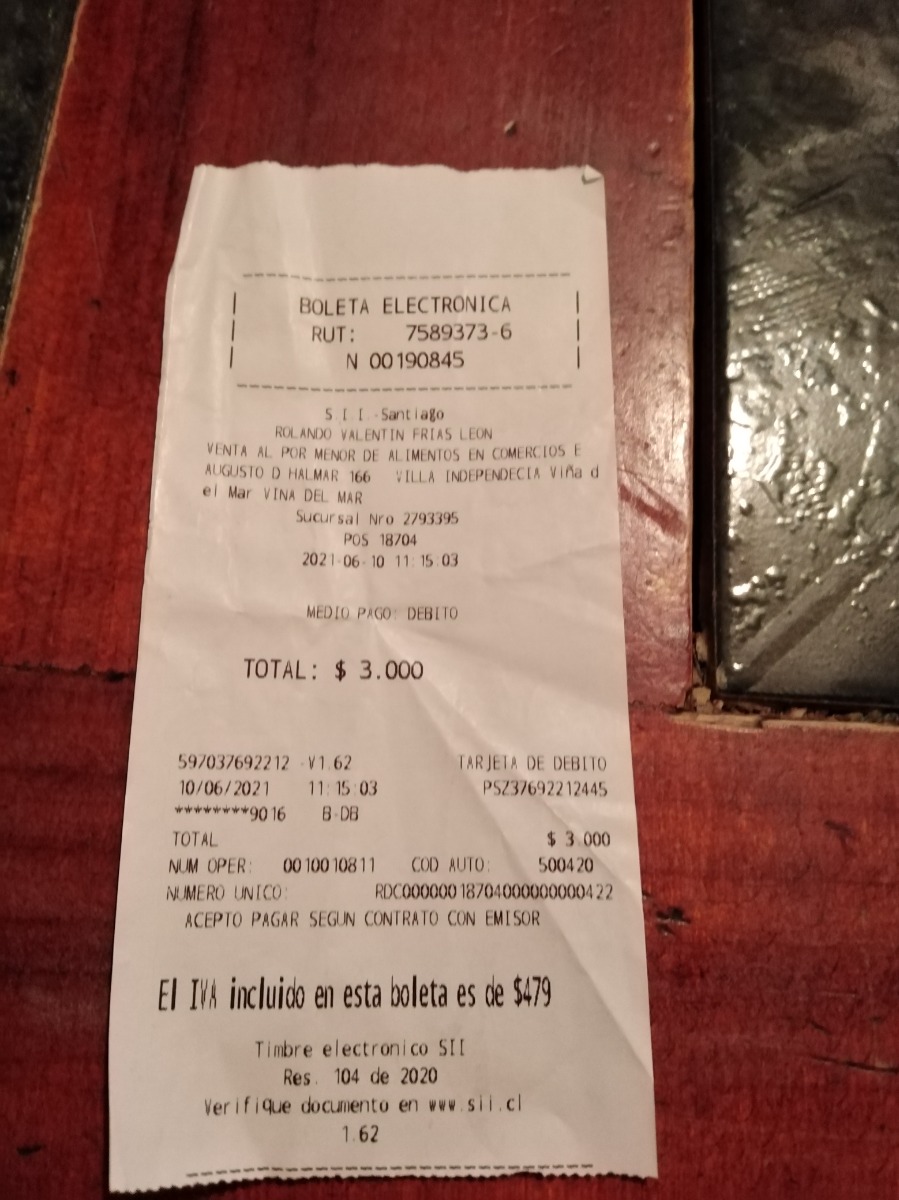 BOLETA ELECTRONICA
RUT: 7589373-6
N 00190845
S I I - Santiago
ROLANDO VALENTIN FRIAS LEON
VENTA AL POR MENOR DE ALIMENTOS EN COMERCIOS E
AUGUSTO D HALMAR 166 VILLA INDEPENDECIA Viña d
el Mar VINA DEL MAR
Sucursal Nro 2793395
POS 18704
2021-06-10 11:15:03
MEDIO PAGO: DEBITO
TOTAL: $ 3.000
597037692212 -V1.62 TARJETA DE DEBITO
10/06/2021 11:15:03 PSZ37692212445
********9016 B-DB
TOTAL $ 3.000
NUM OPER: 0010010811 COD AUTO: 500420
NUMERO UNICO: RDC000000187040000000000422
ACEPTO PAGAR SEGUN CONTRATO CON EMISOR
El IVA incluido en esta boleta es de $479
Timbre electronico SII
Res. 104 de 2020
Verifique documento en www.sii.cl
1.62